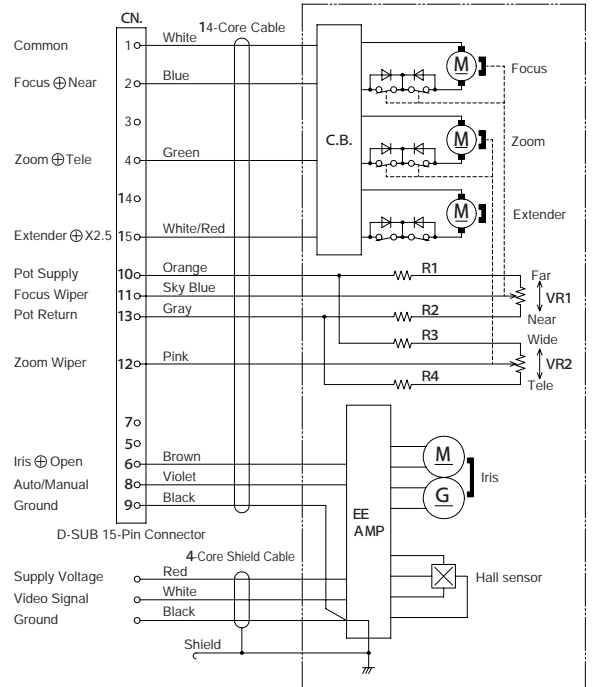 CN.
14-Core Cable
Common 1 White
Focus ⊕ Near 2 Blue
3
Zoom ⊕ Tele 4 Green
14
Extender ⊕ X2.5 15 White/Red
Pot Supply 10 Orange
Focus Wiper 11 Sky Blue
Pot Return 13 Gray
Zoom Wiper 12 Pink
7
5
Iris ⊕ Open 6 Brown
Auto/Manual 8 Violet
Ground 9 Black
D-SUB 15-Pin Connector
4-Core Shield Cable
Supply Voltage Red
Video Signal White
Ground Black
Shield
C.B.
M Focus
M Zoom
M Extender
R1 Far
VR1
R2 Near
R3 Wide
VR2
R4 Tele
EE
AMP
M
Iris
G
Hall sensor